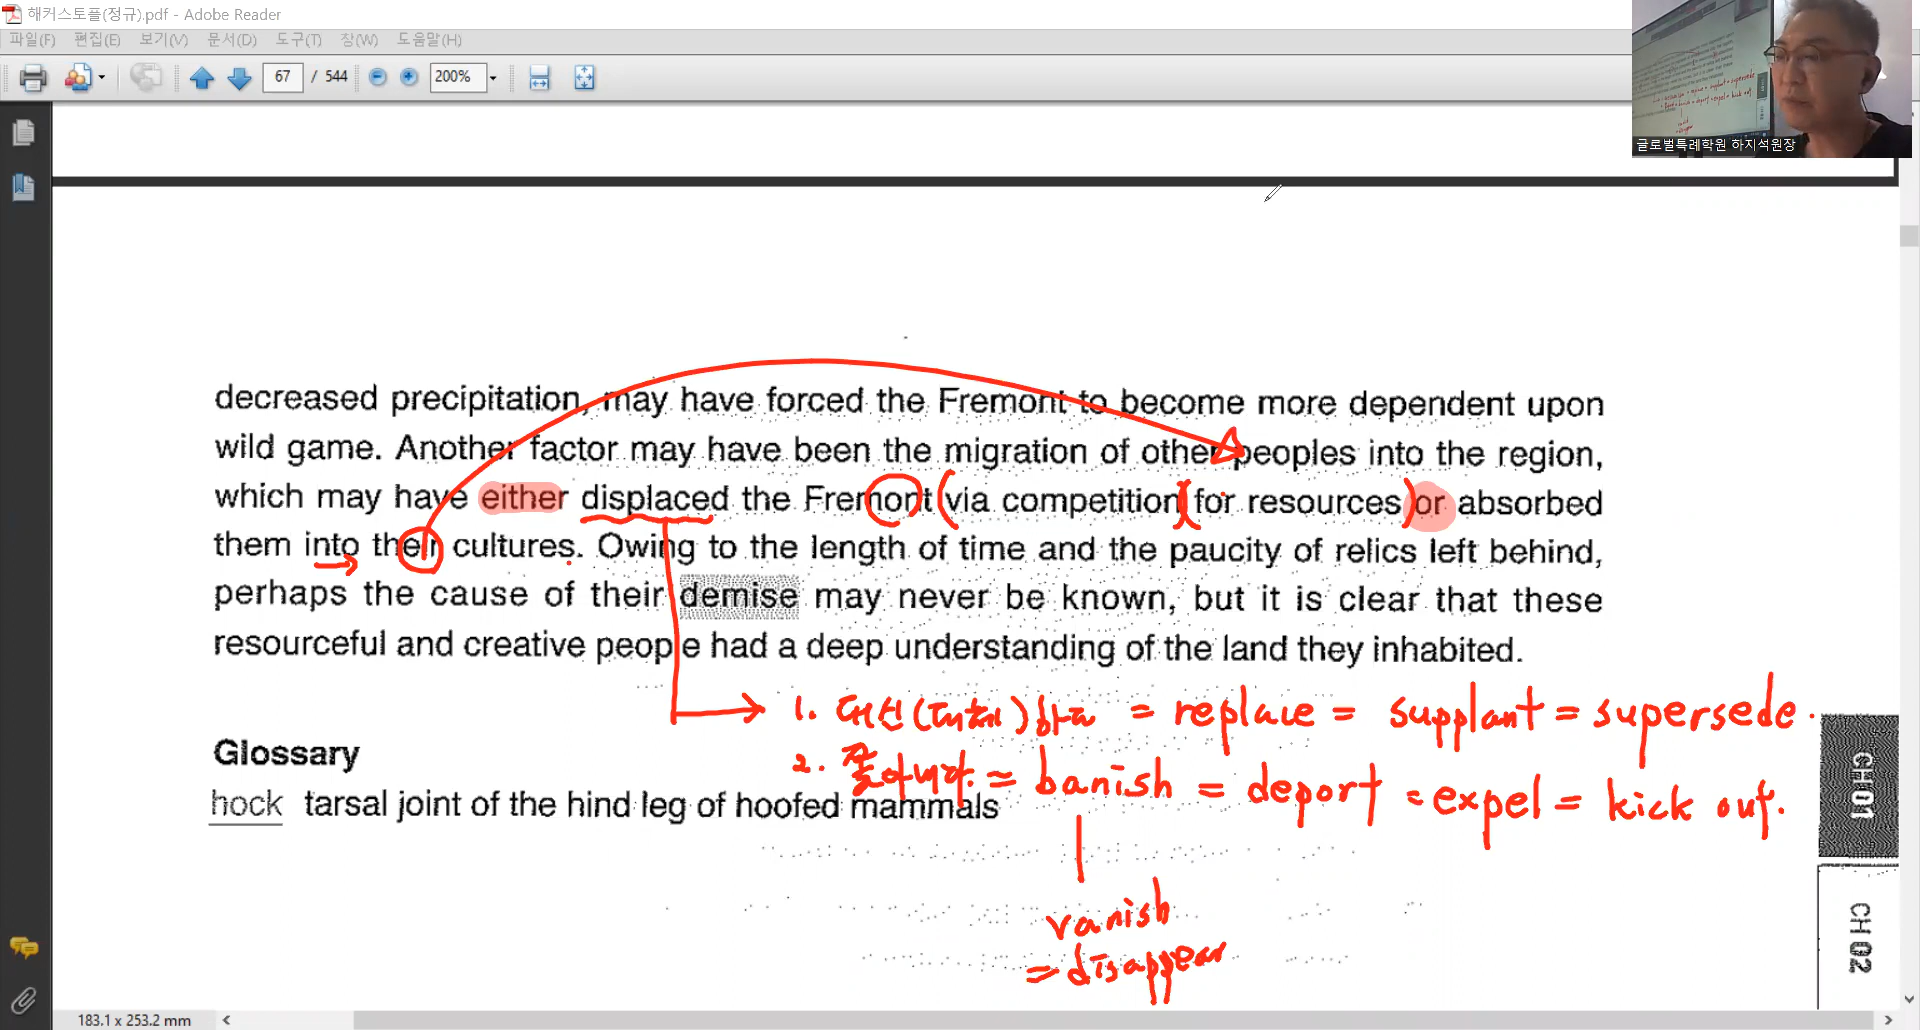 해커스토플(정규).pdf - Adobe Reader
파일(F) 편집(E) 보기(V) 문서(D) 도구(T) 창(W) 도움말(H)
67 / 544 200%
글로벌특례학원 하지석원장
decreased precipitation, may have forced the Fremont to become more dependent upon
wild game. Another factor may have been the migration of other peoples into the region,
which may have either displaced the Fremont (via competition (for resources) or absorbed
them into their cultures. Owing to the length of time and the paucity of relics left behind,
perhaps the cause of their demise may never be known, but it is clear that these
resourceful and creative people had a deep understanding of the land they inhabited.
1. 대신(대체)하다 = replace = supplant = supersede.
Glossary
2. 쫓아내다. = banish = deport = expel = kick out.
hock tarsal joint of the hind leg of hoofed mammals
CH 01
vanish
= disappear
CH 02
183.1 x 253.2 mm